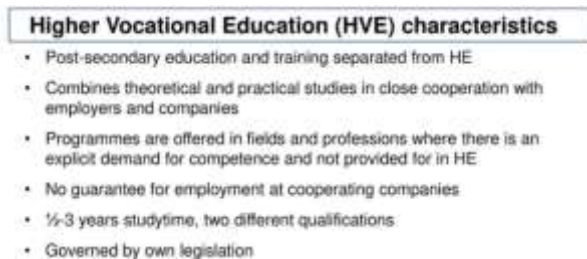 Higher Vocational Education (HVE) characteristics
• Post-secondary education and training separated from HE
• Combines theoretical and practical studies in close cooperation with
employers and companies
• Programmes are offered in fields and professions where there is an
explicit demand for competence and not provided for in HE
• No guarantee for employment at cooperating companies
• ½-3 years studytime, two different qualifications
• Governed by own legislation